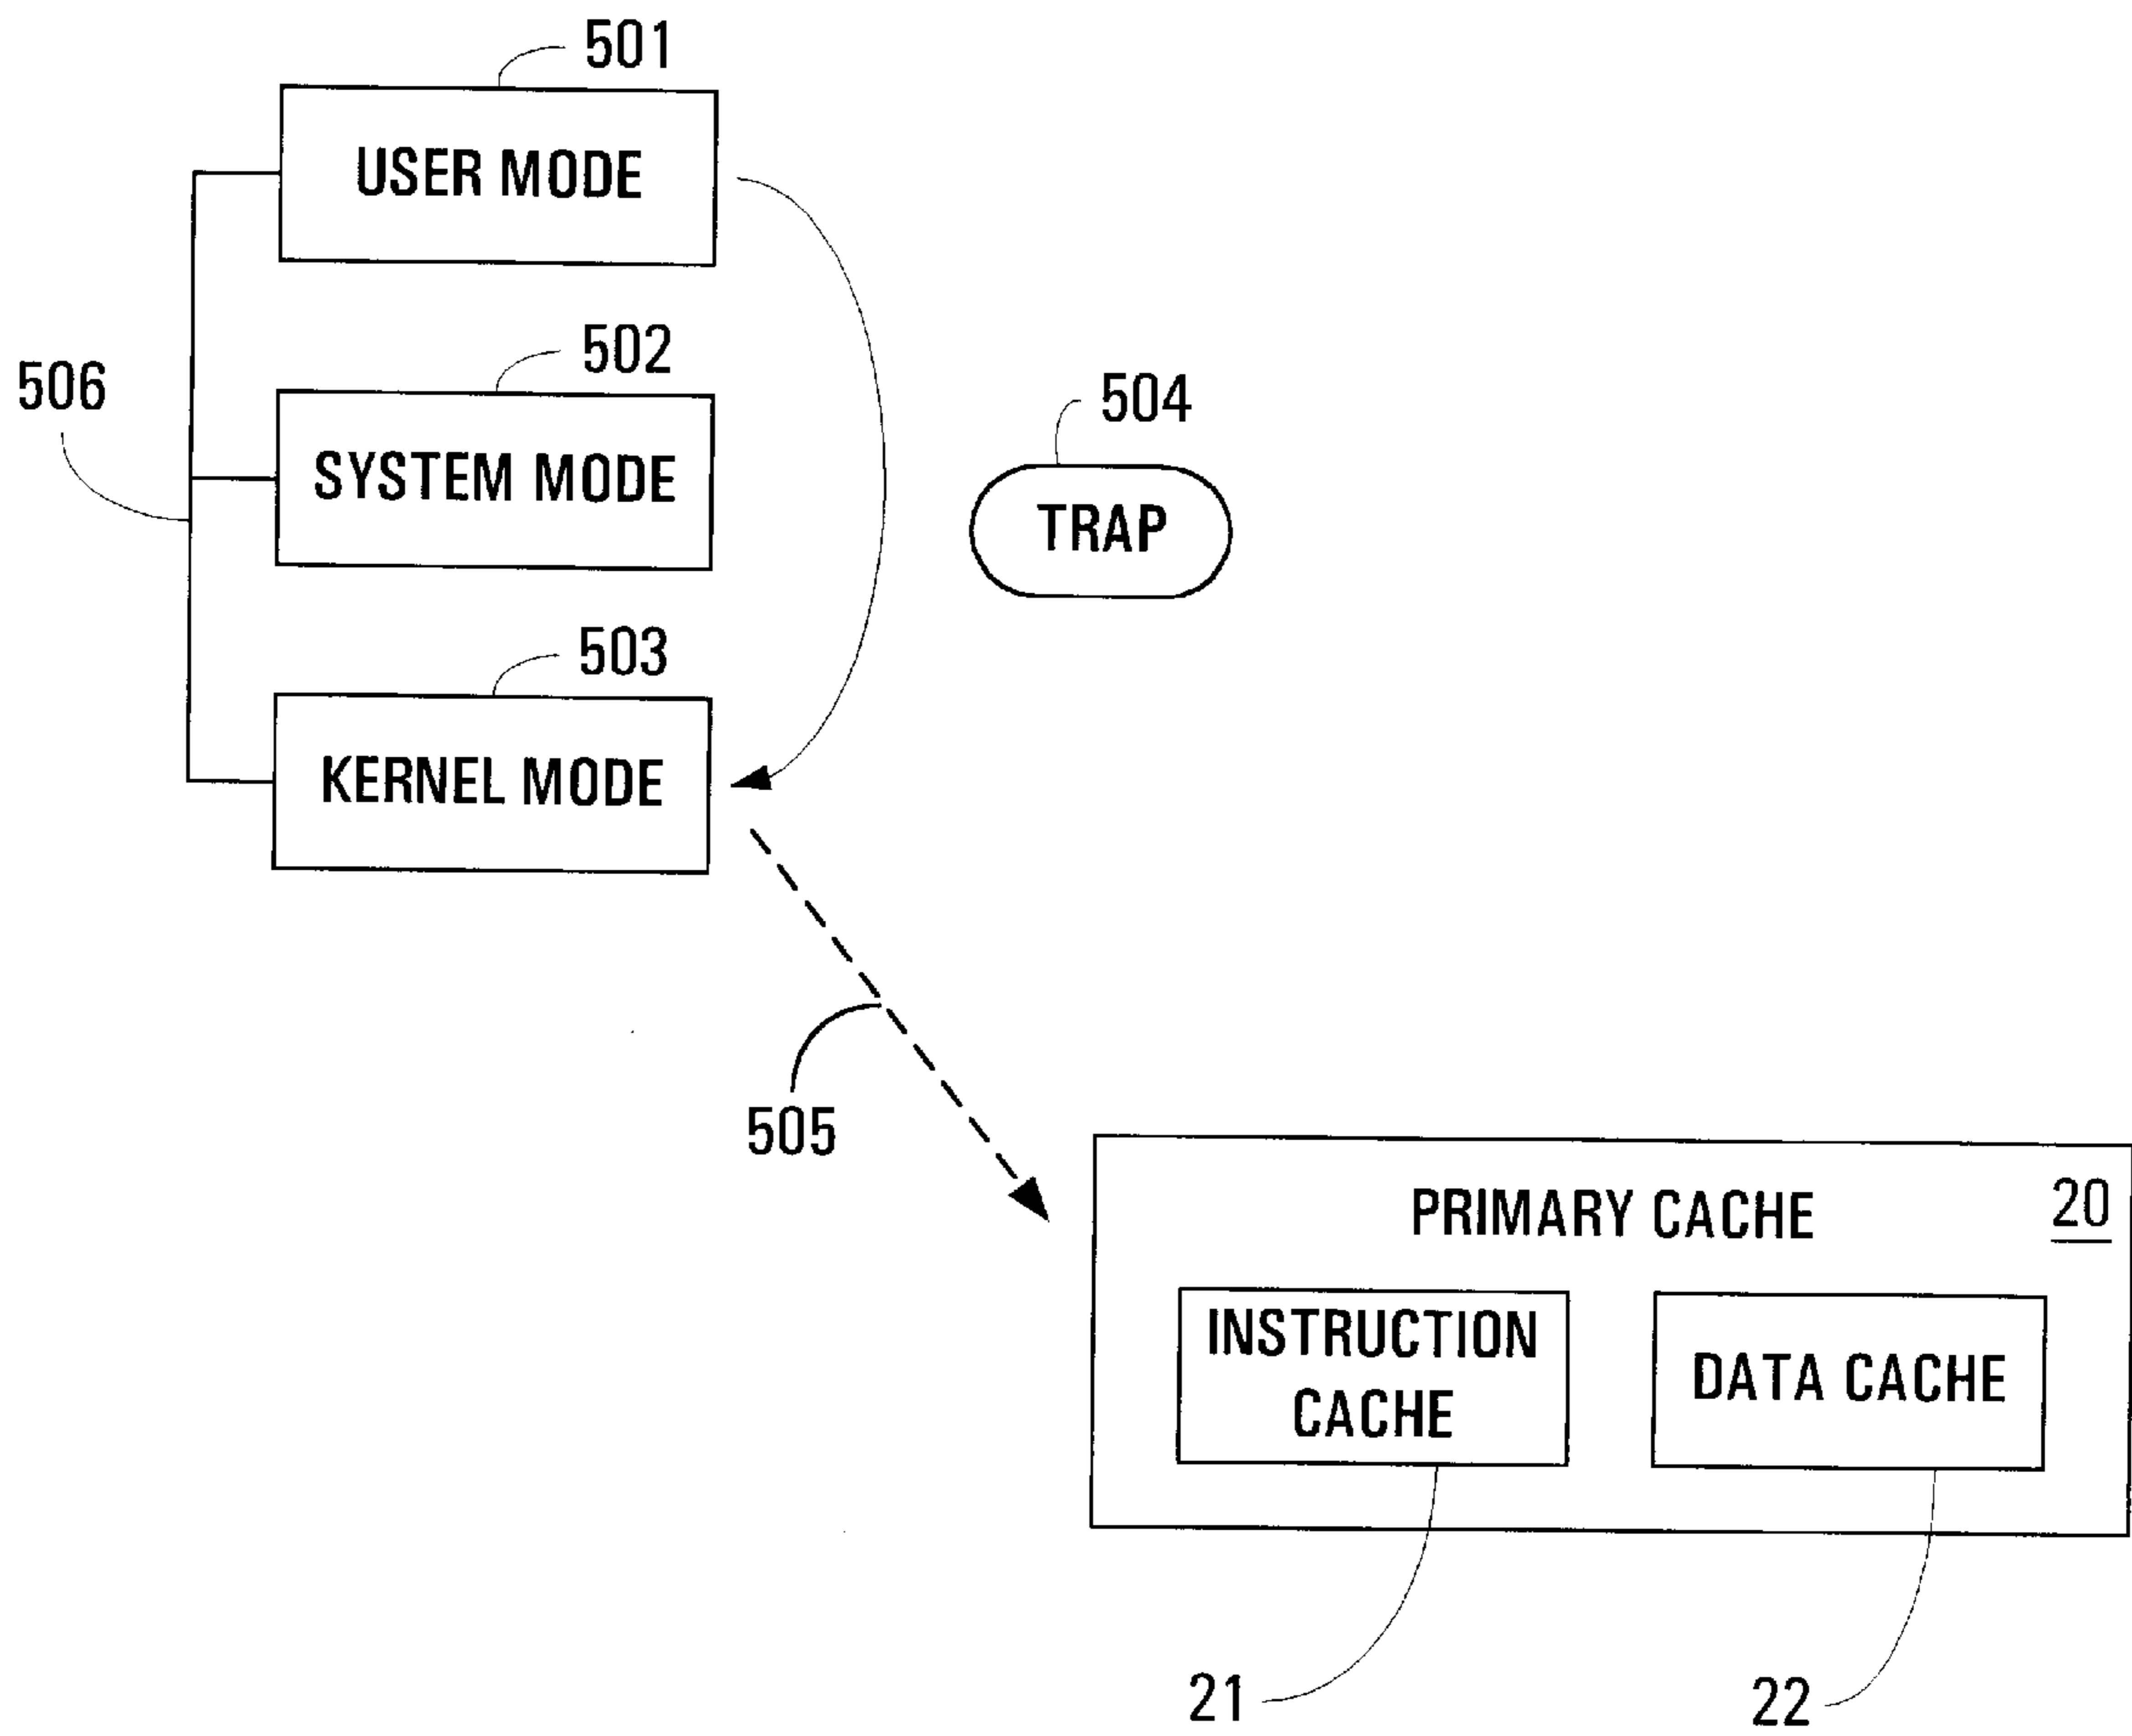 501
USER MODE
502
506
SYSTEM MODE
504
TRAP
503
KERNEL MODE
505
PRIMARY CACHE
20
INSTRUCTION
CACHE
DATA CACHE
21
22